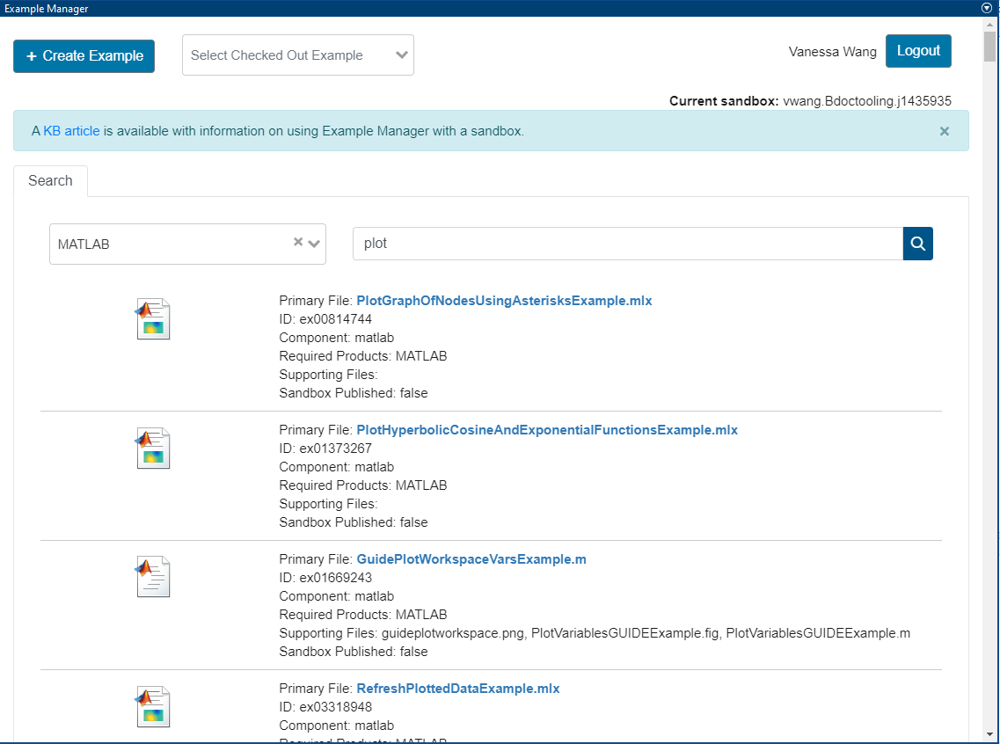 Example Manager
+ Create Example
Select Checked Out Example
Vanessa Wang
Logout
Current sandbox: vwang.Bdoctooling.j1435935
A KB article is available with information on using Example Manager with a sandbox.
Search
MATLAB
plot
Primary File: PlotGraphOfNodesUsingAsterisksExample.mlx
ID: ex00814744
Component: matlab
Required Products: MATLAB
Supporting Files:
Sandbox Published: false
Primary File: PlotHyperbolicCosineAndExponentialFunctionsExample.mlx
ID: ex01373267
Component: matlab
Required Products: MATLAB
Supporting Files:
Sandbox Published: false
Primary File: GuidePlotWorkspaceVarsExample.m
ID: ex01669243
Component: matlab
Required Products: MATLAB
Supporting Files: guideplotworkspace.png, PlotVariablesGUIDEExample.fig, PlotVariablesGUIDEExample.m
Sandbox Published: false
Primary File: RefreshPlottedDataExample.mlx
ID: ex03318948
Component: matlab
Required Products: MATLAB